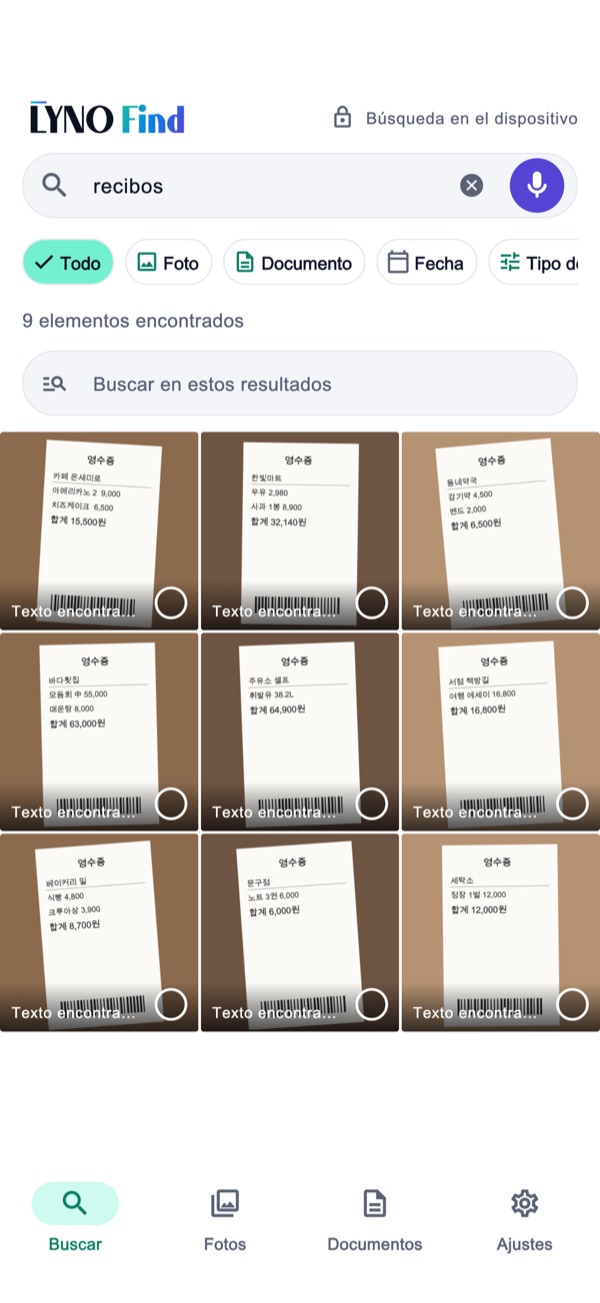 LYNO Find
Búsqueda en el dispositivo
recibos
Todo
Foto
Documento
Fecha
Tipo
9 elementos encontrados
Buscar en estos resultados
영수증
카페 온새미로
아메리카노 2 9,000
치즈케이크 6,500
합계 15,500원
Texto encontra...
영수증
한빛마트
우유 2,980
사과 1봉 8,900
합계 32,140원
Texto encontra...
영수증
동네약국
감기약 4,500
밴드 2,000
합계 6,500원
Texto encontra...
영수증
바다횟집
모둠회 中 55,000
매운탕 8,000
합계 63,000원
Texto encontra...
영수증
주유소 셀프
휘발유 38.2L
합계 64,900원
Texto encontra...
영수증
서점 책방길
여행 에세이 16,800
합계 16,800원
Texto encontra...
영수증
베이커리 밀
식빵 4,800
크루아상 3,900
합계 8,700원
Texto encontra...
영수증
문구점
노트 3권 6,000
합계 6,000원
Texto encontra...
영수증
세탁소
정장 1벌 12,000
합계 12,000원
Texto encontra...
Buscar
Fotos
Documentos
Ajustes